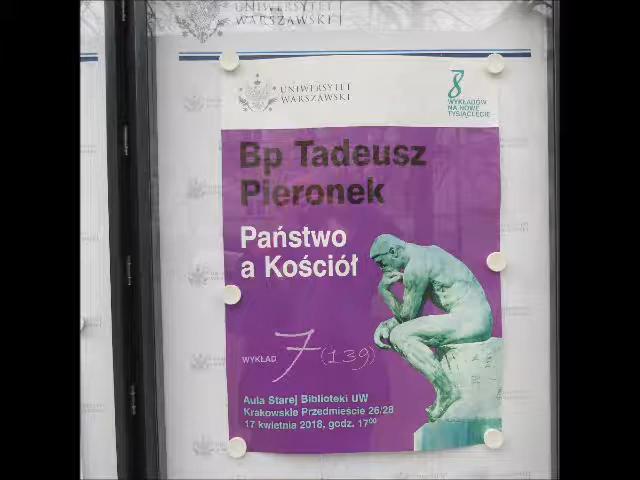 UNIWERSYTET
WARSZAWSKI
UNIWERSYTET
WARSZAWSKI
8
WYKŁADÓW
NA NOWE
TYSIĄCLECIE
Bp Tadeusz
Pieronek
Państwo
a Kościół
WYKŁAD 7 (139)
Aula Starej Biblioteki UW
Krakowskie Przedmieście 26/28
17 kwietnia 2018, godz. 17⁰⁰